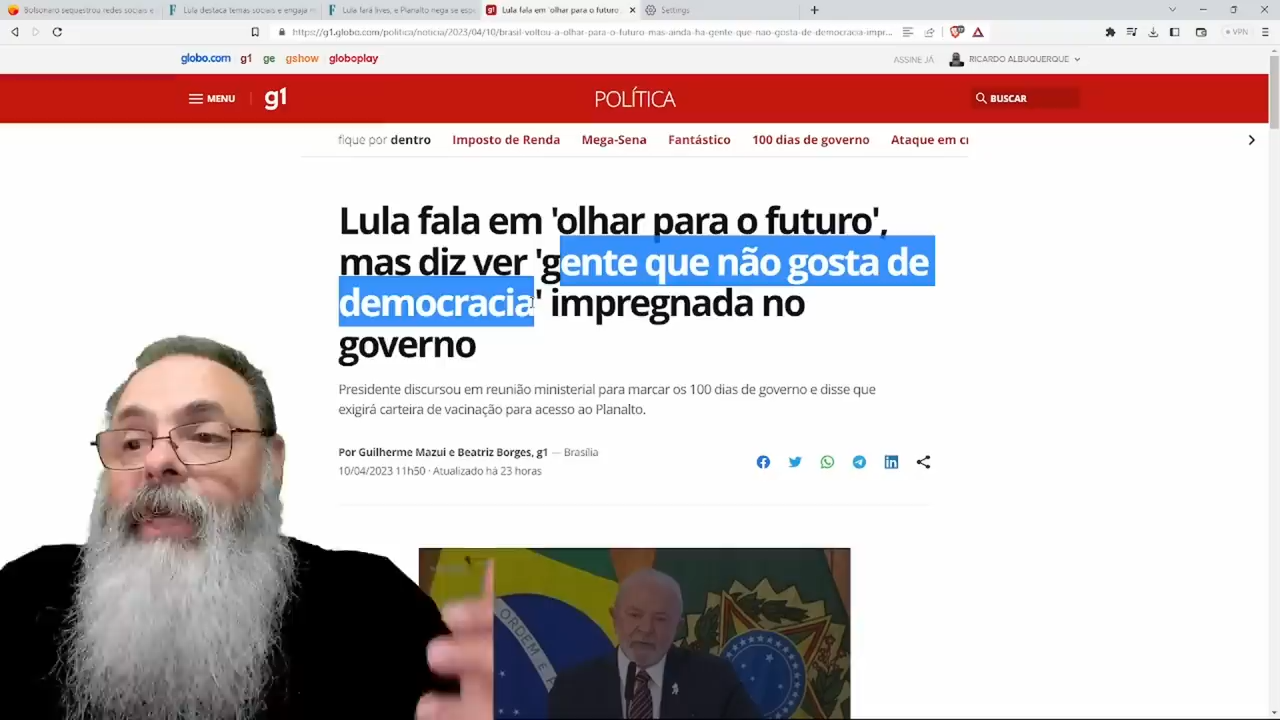 Bolsonaro sequestrou redes sociais e
Lula destaca temas sociais e engaja m
Lula fará lives, e Planalto nega se espe
Lula fala em 'olhar para o futuro
Settings
https://g1.globo.com/politica/noticia/2023/04/10/brasil-voltou-a-olhar-para-o-futuro-mas-ainda-ha-gente-que-nao-gosta-de-democracia-impr...
VPN
globo.com g1 ge gshow globoplay
ASSINE JÁ RICARDO ALBUQUERQUE
MENU g1 POLÍTICA BUSCAR
fique por dentro Imposto de Renda Mega-Sena Fantástico 100 dias de governo Ataque em cr
Lula fala em 'olhar para o futuro',
mas diz ver 'gente que não gosta de
democracia' impregnada no
governo
Presidente discursou em reunião ministerial para marcar os 100 dias de governo e disse que
exigirá carteira de vacinação para acesso ao Planalto.
Por Guilherme Mazui e Beatriz Borges, g1 — Brasília
10/04/2023 11h50 · Atualizado há 23 horas
ORDEM E